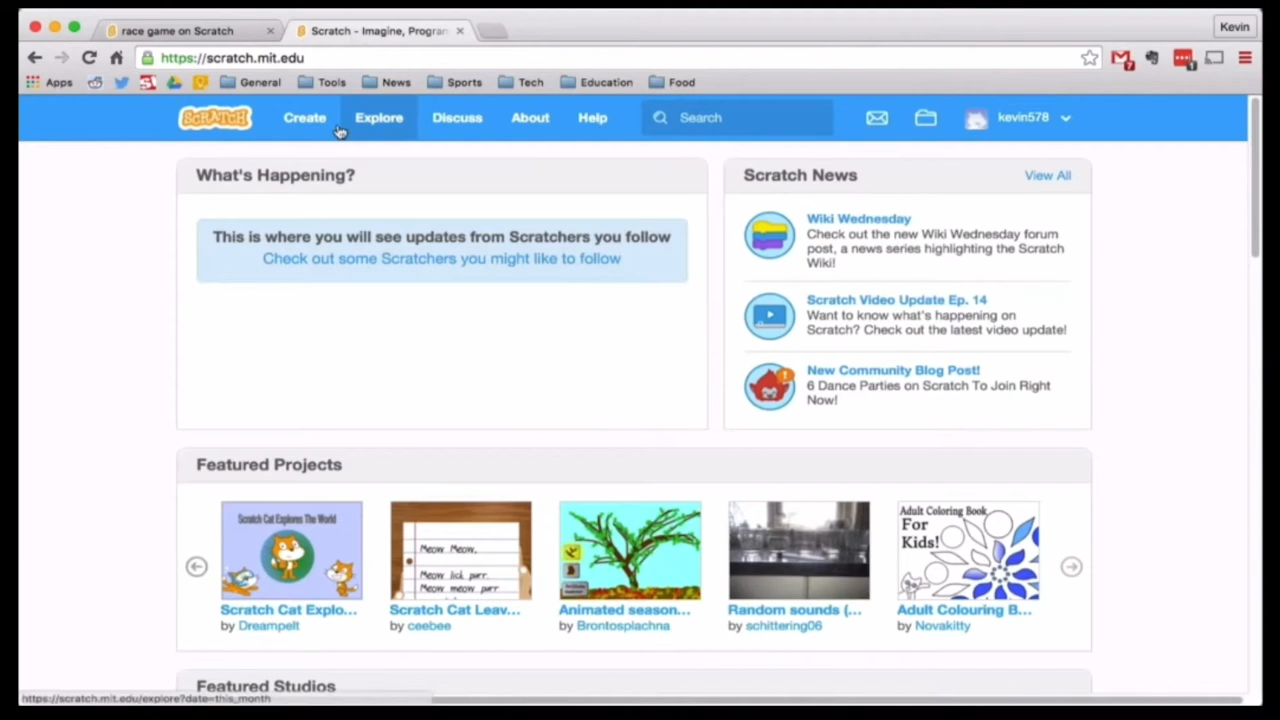 race game on Scratch
Scratch - Imagine, Progran
Kevin
https://scratch.mit.edu
Apps
General
Tools
News
Sports
Tech
Education
Food
SCRATCH
Create
Explore
Discuss
About
Help
Search
kevin578
What's Happening?
This is where you will see updates from Scratchers you follow
Check out some Scratchers you might like to follow
Scratch News
View All
Wiki Wednesday
Check out the new Wiki Wednesday forum
post, a news series highlighting the Scratch
Wiki!
Scratch Video Update Ep. 14
Want to know what's happening on
Scratch? Check out the latest video update!
New Community Blog Post!
6 Dance Parties on Scratch To Join Right
Now!
Featured Projects
Scratch Cat Explores The World
Meow Meow,
Meow lick purr.
Meow meow purr
Adult Coloring Book
For
Kids!
Scratch Cat Explo...
by Dreampelt
Scratch Cat Leav...
by ceebee
Animated season...
by Brontosplachna
Random sounds (...
by schittering06
Adult Colouring B...
by Novakitty
Featured Studios
https://scratch.mit.edu/explore?date=this_month